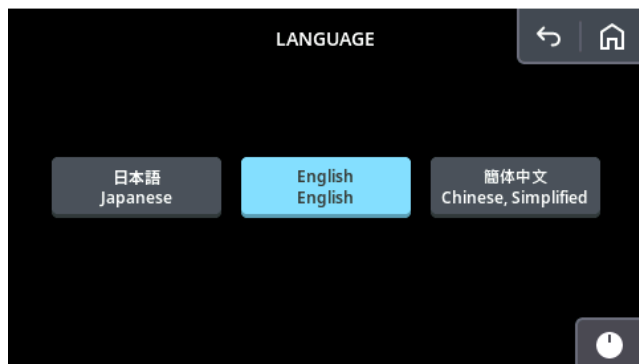 LANGUAGE
日本語
Japanese
English
English
簡体中文
Chinese, Simplified